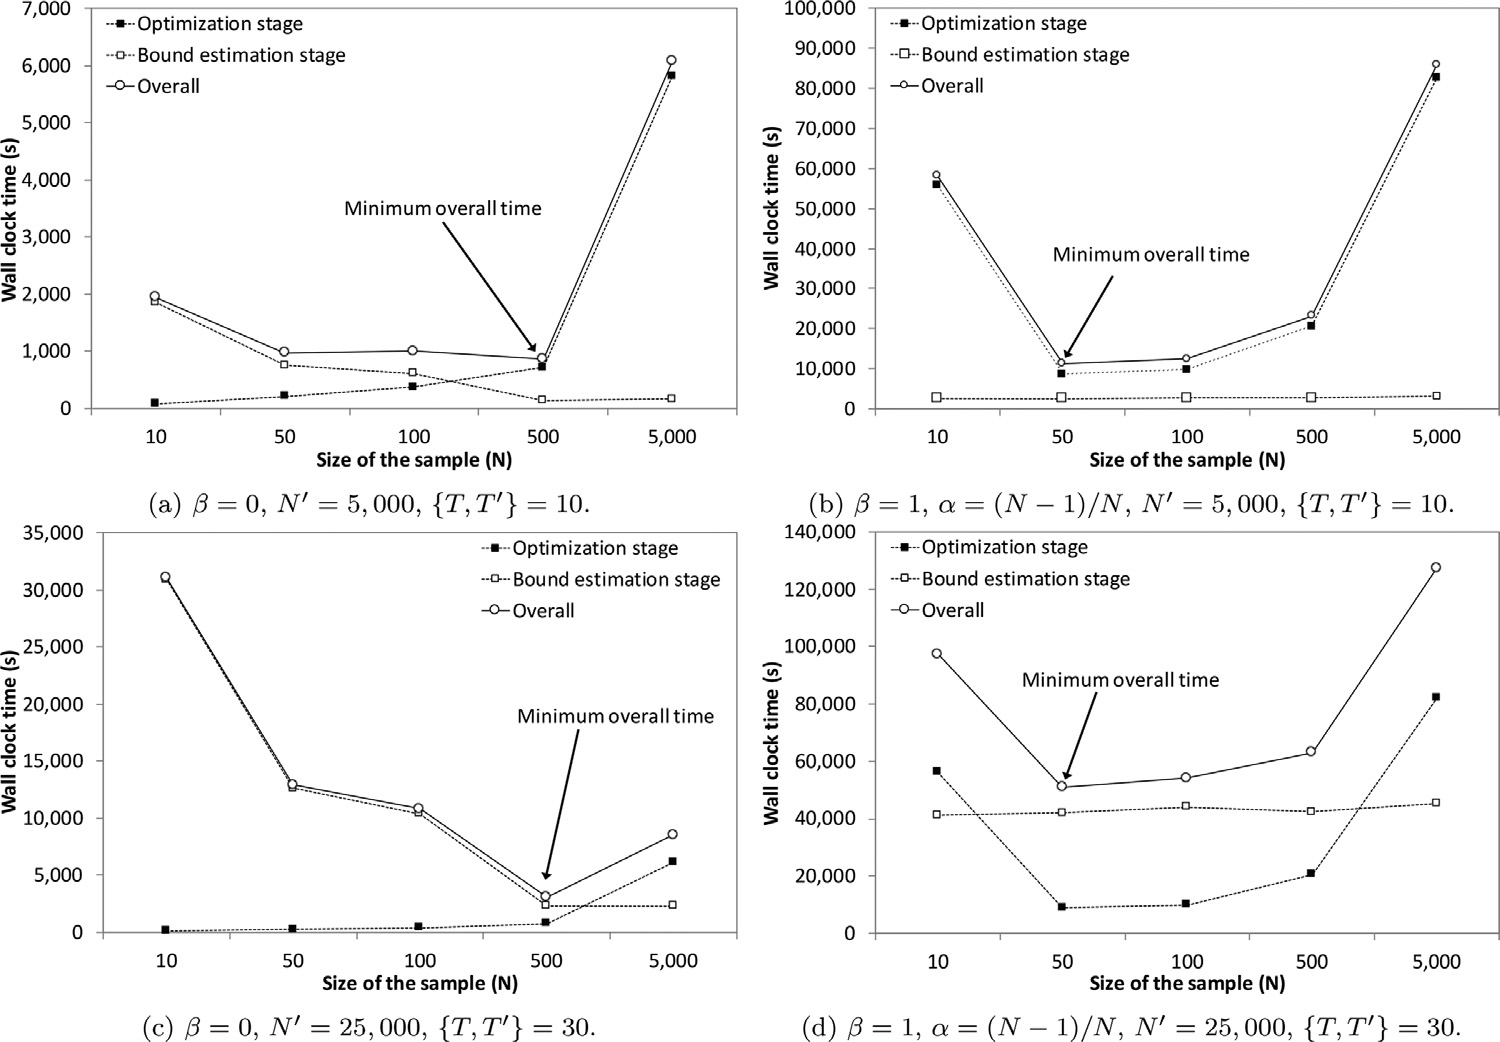 7,000
6,000
5,000
4,000
3,000
2,000
1,000
0
Wall clock time (s)
Optimization stage
Bound estimation stage
Overall
Minimum overall time
10 50 100 500 5,000
Size of the sample (N)
(a) β = 0, N′ = 5,000, {T, T′} = 10.
100,000
90,000
80,000
70,000
60,000
50,000
40,000
30,000
20,000
10,000
0
Wall clock time (s)
Optimization stage
Bound estimation stage
Overall
Minimum overall time
10 50 100 500 5,000
Size of the sample (N)
(b) β = 1, α = (N − 1)/N, N′ = 5,000, {T, T′} = 10.
35,000
30,000
25,000
20,000
15,000
10,000
5,000
0
Wall clock time (s)
Optimization stage
Bound estimation stage
Overall
Minimum overall time
10 50 100 500 5,000
Size of the sample (N)
(c) β = 0, N′ = 25,000, {T, T′} = 30.
140,000
120,000
100,000
80,000
60,000
40,000
20,000
0
Wall clock time (s)
Optimization stage
Bound estimation stage
Overall
Minimum overall time
10 50 100 500 5,000
Size of the sample (N)
(d) β = 1, α = (N − 1)/N, N′ = 25,000, {T, T′} = 30.